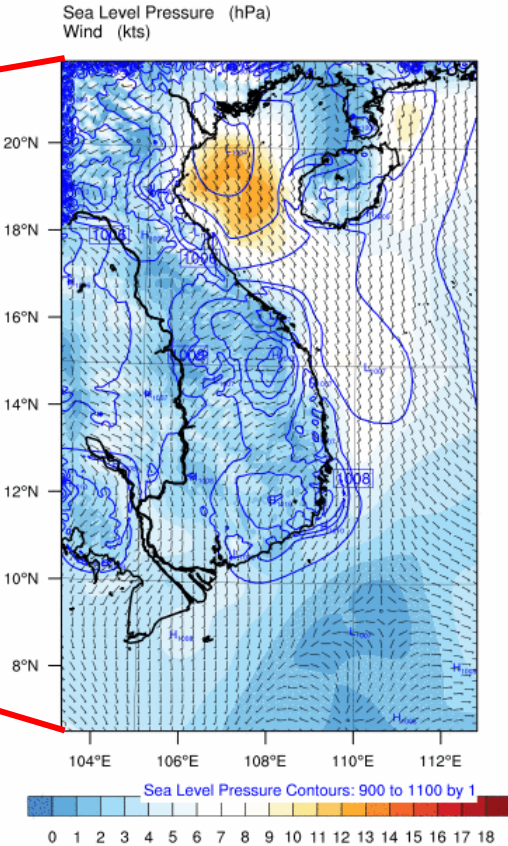 Sea Level Pressure (hPa)
Wind (kts)
20°N
18°N
16°N
14°N
12°N
10°N
8°N
1006
1006
1008
104°E 106°E 108°E 110°E 112°E
Sea Level Pressure Contours: 900 to 1100 by 1
0 1 2 3 4 5 6 7 8 9 10 11 12 13 14 15 16 17 18